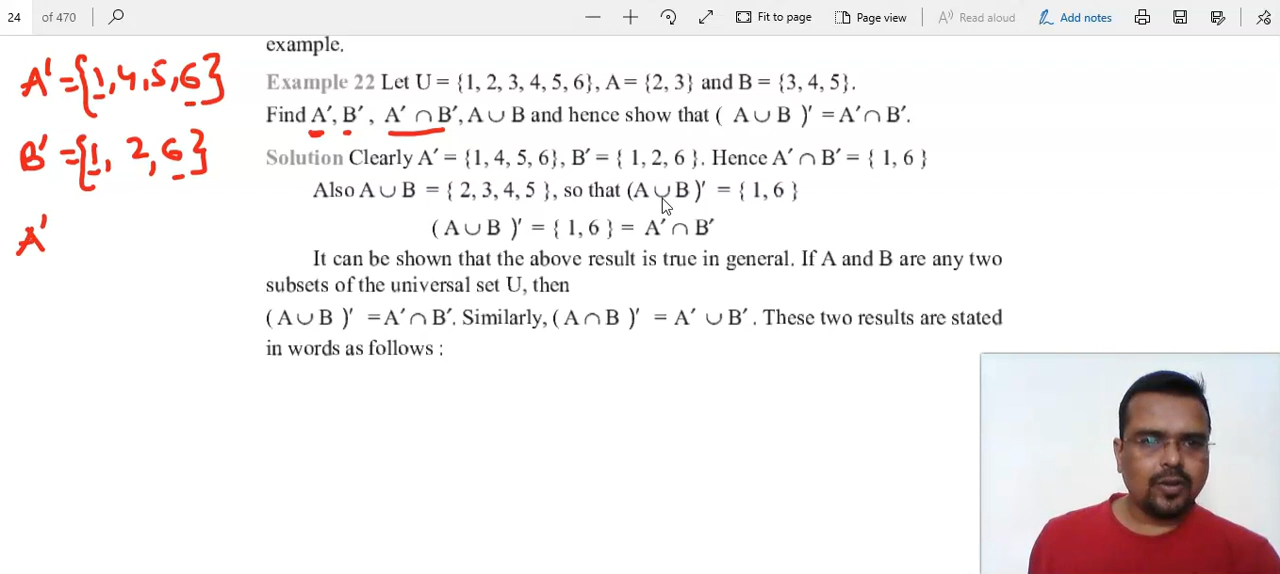 24 of 470 Fit to page Page view Read aloud Add notes
example.
A′ = {1, 4, 5, 6}
Example 22 Let U = {1, 2, 3, 4, 5, 6}, A = {2, 3} and B = {3, 4, 5}.
Find A′, B′ , A′ ∩ B′, A ∪ B and hence show that ( A ∪ B )′ = A′ ∩ B′.
B′ = {1, 2, 6}
Solution Clearly A′ = {1, 4, 5, 6}, B′ = { 1, 2, 6 }. Hence A′ ∩ B′ = { 1, 6 }
Also A ∪ B = { 2, 3, 4, 5 }, so that (A ∪ B )′ = { 1, 6 }
A′
( A ∪ B )′ = { 1, 6 } = A′ ∩ B′
It can be shown that the above result is true in general. If A and B are any two
subsets of the universal set U, then
( A ∪ B )′ = A′ ∩ B′. Similarly, ( A ∩ B )′ = A′ ∪ B′ . These two results are stated
in words as follows :